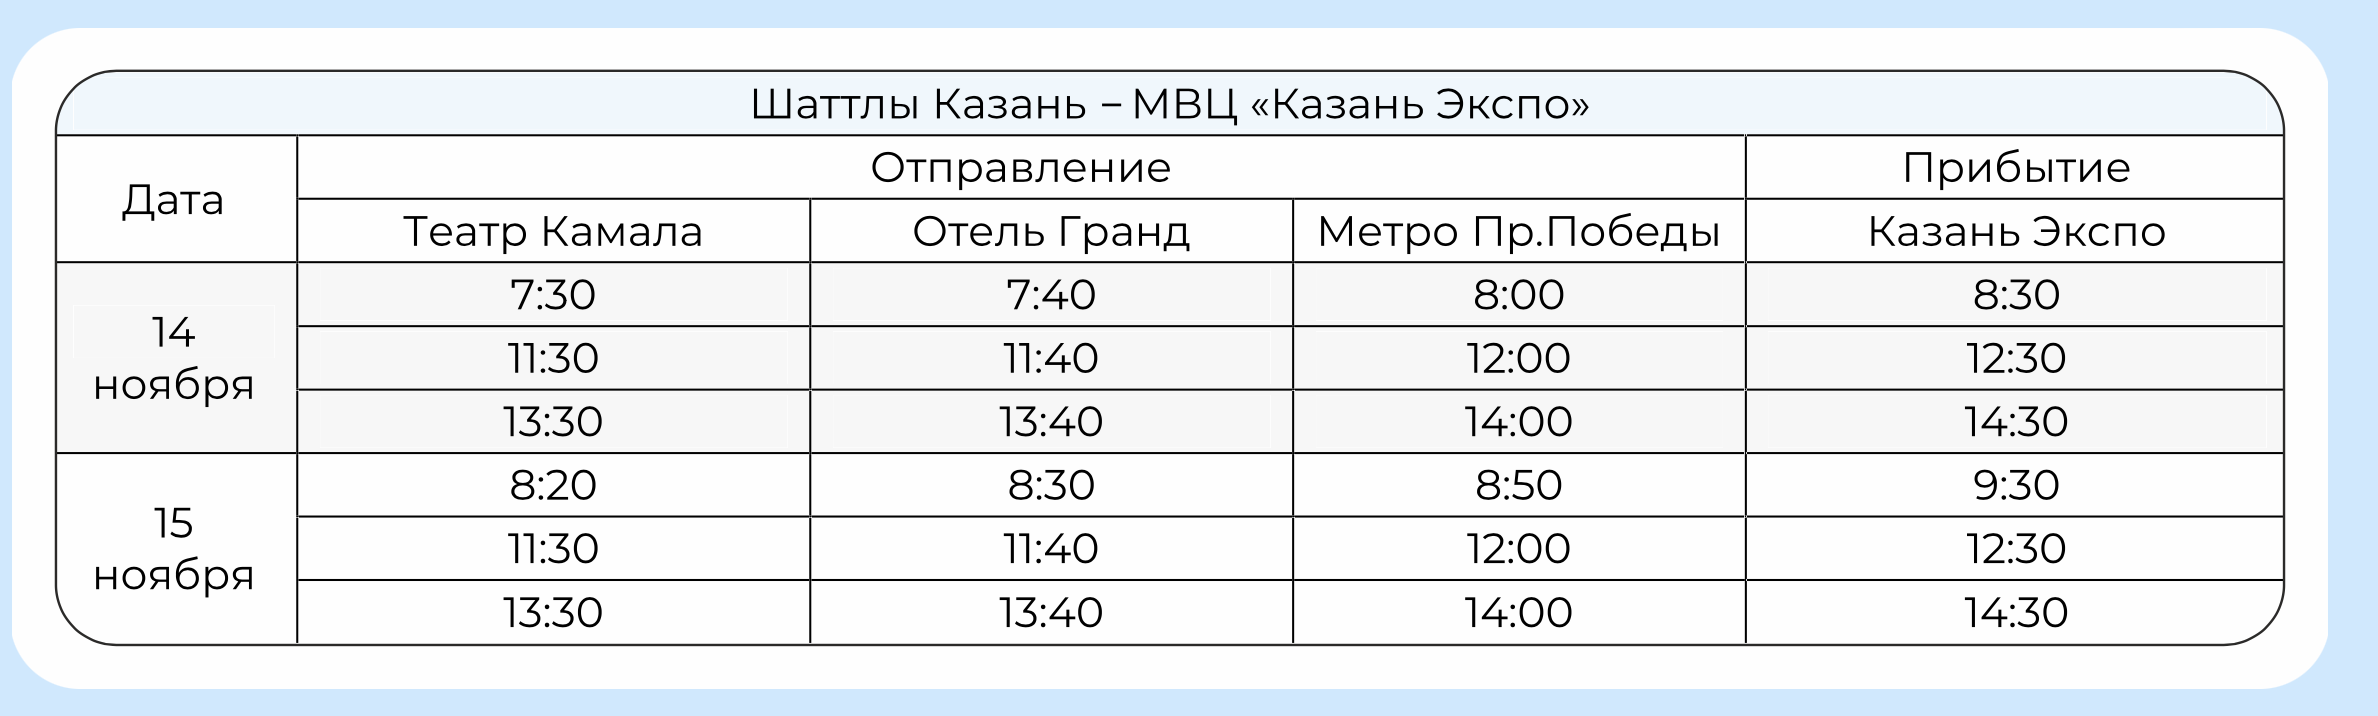 Шаттлы Казань – МВЦ «Казань Экспо»
Дата Отправление Прибытие
Театр Камала Отель Гранд Метро Пр.Победы Казань Экспо
14 ноября
7:30 7:40 8:00 8:30
11:30 11:40 12:00 12:30
13:30 13:40 14:00 14:30
15 ноября
8:20 8:30 8:50 9:30
11:30 11:40 12:00 12:30
13:30 13:40 14:00 14:30